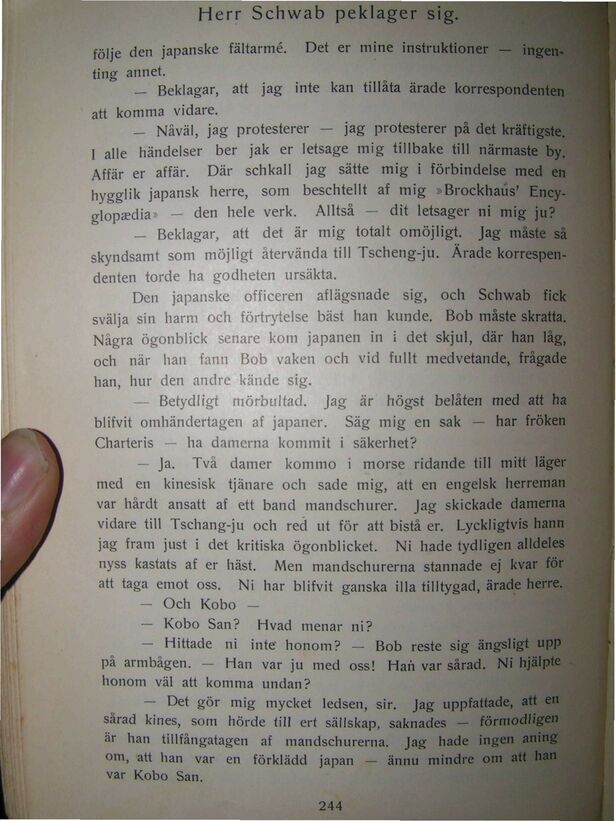 Herr Schwab peklager sig.
följe den japanske fältarmé. Det er mine instruktioner — ingen-
ting annet.
— Beklagar, att jag inte kan tillåta ärade korrespondenten
att komma vidare.
— Nåväl, jag protesterer — jag protesterer på det kräftigste.
I alle händelser ber jak er letsage mig tillbake till närmaste by.
Affär er affär. Där schkall jag sätte mig i förbindelse med en
hygglik japansk herre, som beschtellt af mig »Brockhaus' Ency-
glopædia» — den hele verk. Alltså — dit letsager ni mig ju?
— Beklagar, att det är mig totalt omöjligt. Jag måste så
skyndsamt som möjligt återvända till Tscheng-ju. Ärade korrespen-
denten torde ha godheten ursäkta.
Den japanske officeren aflägsnade sig, och Schwab fick
svälja sin harm och förtrytelse bäst han kunde. Bob måste skratta.
Några ögonblick senare kom japanen in i det skjul, där han låg,
och när han fann Bob vaken och vid fullt medvetande, frågade
han, hur den andre kände sig.
— Betydligt mörbultad. Jag är högst belåten med att ha
blifvit omhändertagen af japaner. Säg mig en sak — har fröken
Charteris — ha damerna kommit i säkerhet?
— Ja. Två damer kommo i morse ridande till mitt läger
med en kinesisk tjänare och sade mig, att en engelsk herreman
var hårdt ansatt af ett band mandschurer. Jag skickade damerna
vidare till Tschang-ju och red ut för att bistå er. Lyckligtvis hann
jag fram just i det kritiska ögonblicket. Ni hade tydligen alldeles
nyss kastats af er häst. Men mandschurerna stannade ej kvar för
att taga emot oss. Ni har blifvit ganska illa tilltygad, ärade herre.
— Och Kobo —
— Kobo San? Hvad menar ni?
— Hittade ni inte honom? — Bob reste sig ängsligt upp
på armbågen. — Han var ju med oss! Han var sårad. Ni hjälpte
honom väl att komma undan?
— Det gör mig mycket ledsen, sir. Jag uppfattade, att en
sårad kines, som hörde till ert sällskap, saknades — förmodligen
är han tillfångatagen af mandschurerna. Jag hade ingen aning
om, att han var en förklädd japan — ännu mindre om att han
var Kobo San.
244